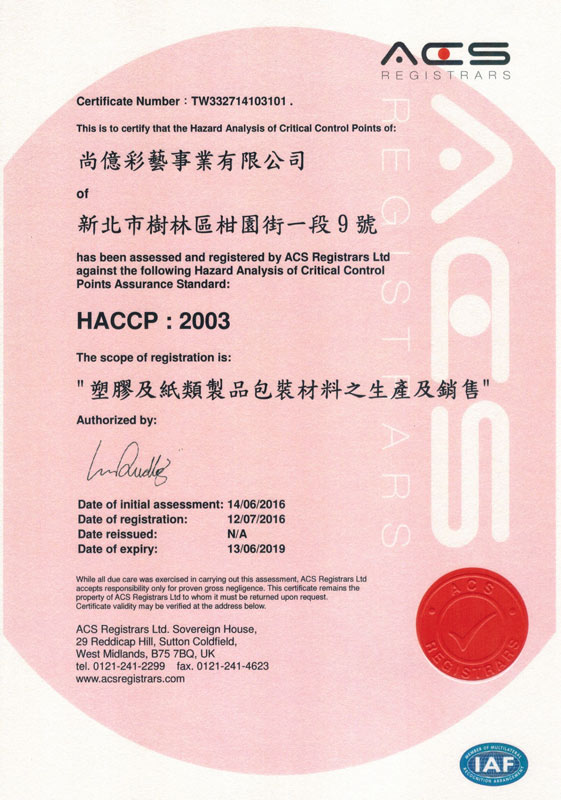 ACS
REGISTRARS
Certificate Number : TW332714103101 .
This is to certify that the Hazard Analysis of Critical Control Points of:
尚億彩藝事業有限公司
of
新北市樹林區柑園街一段9號
has been assessed and registered by ACS Registrars Ltd
against the following Hazard Analysis of Critical Control
Points Assurance Standard:
HACCP : 2003
The scope of registration is:
"塑膠及紙類製品包裝材料之生產及銷售"
Authorized by:
Date of initial assessment: 14/06/2016
Date of registration: 12/07/2016
Date reissued: N/A
Date of expiry: 13/06/2019
While all due care was exercised in carrying out this assessment, ACS Registrars Ltd
accepts responsibility only for proven gross negligence. This certificate remains the
property of ACS Registrars Ltd to whom it must be returned upon request.
Certificate validity may be verified at the address below.
ACS Registrars Ltd. Sovereign House,
29 Reddicap Hill, Sutton Coldfield,
West Midlands, B75 7BQ, UK
tel. 0121-241-2299 fax. 0121-241-4623
www.acsregistrars.com
ACS
REGISTRARS
ACS
REGISTRARS
MEMBER OF MULTILATERAL
IAF
RECOGNITION ARRANGEMENT